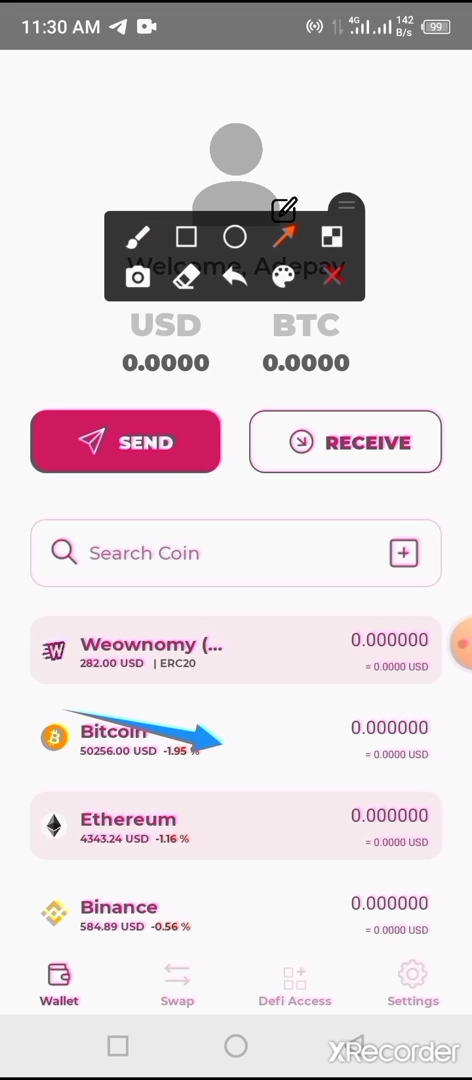 11:30 AM
4G
142
B/s
99
Welcome, Adepay
USD BTC
0.0000 0.0000
SEND RECEIVE
Search Coin
Weownomy (...
282.00 USD | ERC20
0.000000
= 0.0000 USD
Bitcoin
50256.00 USD -1.95 %
0.000000
= 0.0000 USD
Ethereum
4343.24 USD -1.16 %
0.000000
= 0.0000 USD
Binance
584.89 USD -0.56 %
0.000000
= 0.0000 USD
Wallet Swap Defi Access Settings
XRecorder